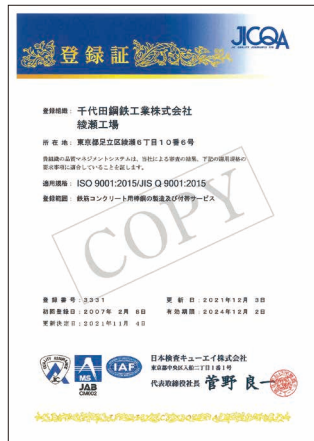 JICQA
登録証
登録組織：千代田鋼鉄工業株式会社
綾瀬工場
所在地：東京都足立区綾瀬６丁目１０番６号
貴組織の品質マネジメントシステムは、当社による審査の結果、下記の適用規格の
要求事項に適合していることを証します。
適用規格：ISO 9001:2015/JIS Q 9001:2015
登録範囲：鉄筋コンクリート用棒鋼の製造及び付帯サービス
COPY
登録番号：3331
更新日：2021年12月 3日
初回登録日：2007年 2月 8日
有効期限：2024年12月 2日
更新決定日：2021年11月 4日
MS
JAB
CM002
IAF
日本検査キューエイ株式会社
東京都中央区入船二丁目１番１号
代表取締役社長 菅野 良一